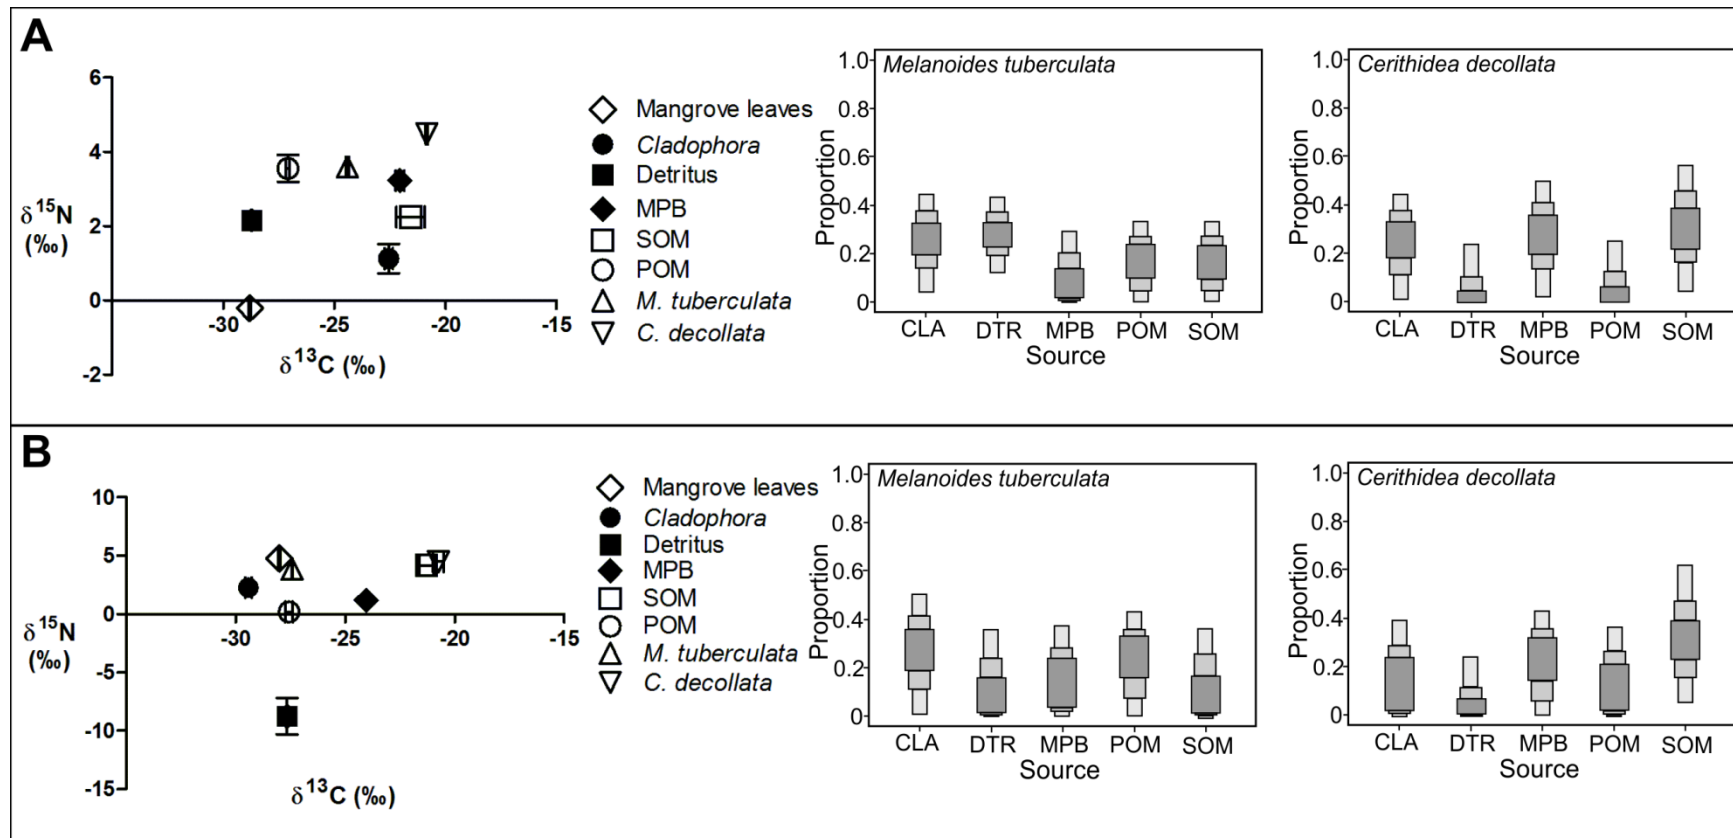 A
6
4
2
0
-2
-30
-25
-20
-15
δ15N
(‰)
δ13C (‰)
Mangrove leaves
Cladophora
Detritus
MPB
SOM
POM
M. tuberculata
C. decollata
Melanoides tuberculata
Proportion
1.0
0.8
0.6
0.4
0.2
0
CLA DTR MPB POM SOM
Source
Cerithidea decollata
Proportion
1.0
0.8
0.6
0.4
0.2
0
CLA DTR MPB POM SOM
Source
B
10
5
0
-5
-10
-15
-30
-25
-20
-15
δ15N
(‰)
δ13C (‰)
Mangrove leaves
Cladophora
Detritus
MPB
SOM
POM
M. tuberculata
C. decollata
Melanoides tuberculata
Proportion
1.0
0.8
0.6
0.4
0.2
0
CLA DTR MPB POM SOM
Source
Cerithidea decollata
Proportion
1.0
0.8
0.6
0.4
0.2
0
CLA DTR MPB POM SOM
Source